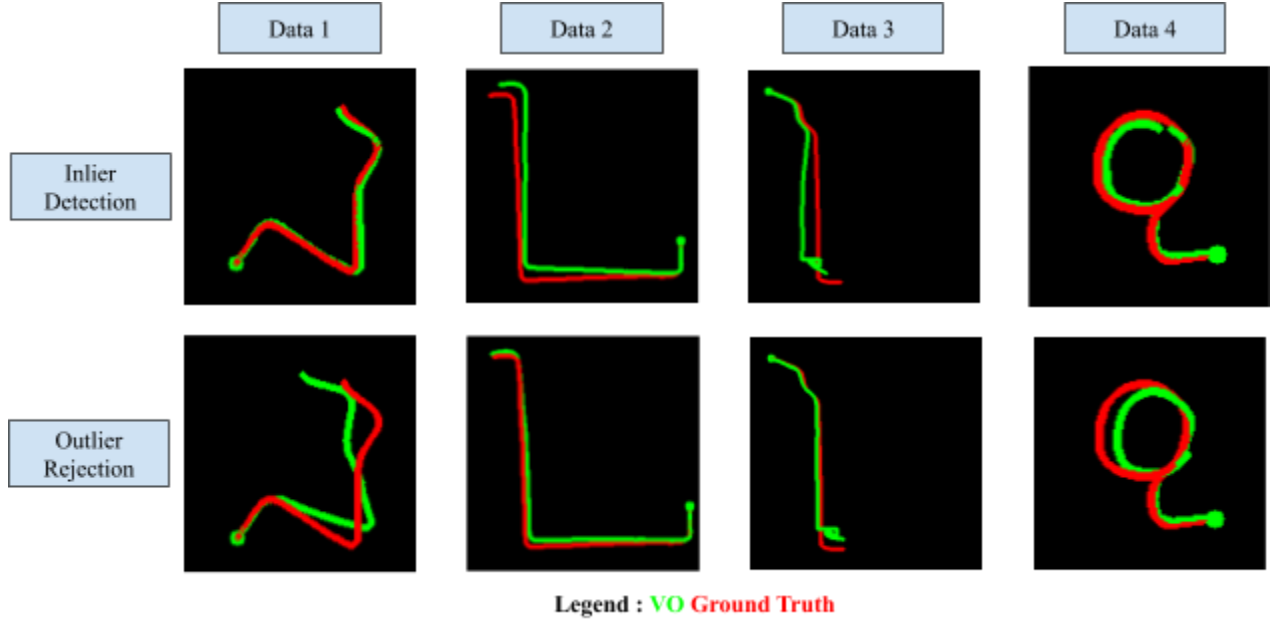 Data 1
Data 2
Data 3
Data 4
Inlier
Detection
Outlier
Rejection
Legend : VO Ground Truth